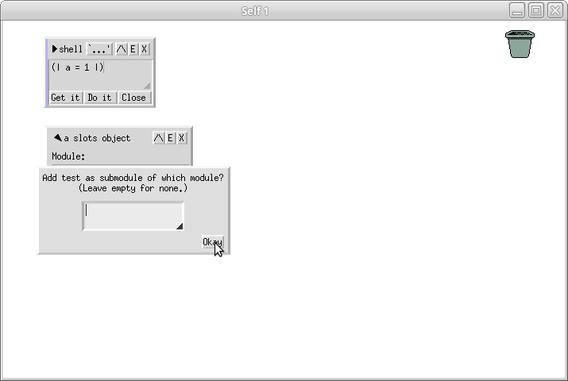 Self 1
shell `...' /\ E X
(| a = 1 |)
Get it Do it Close
a slots object /\ E X
Module:
Add test as submodule of which module?
(Leave empty for none.)
Okay